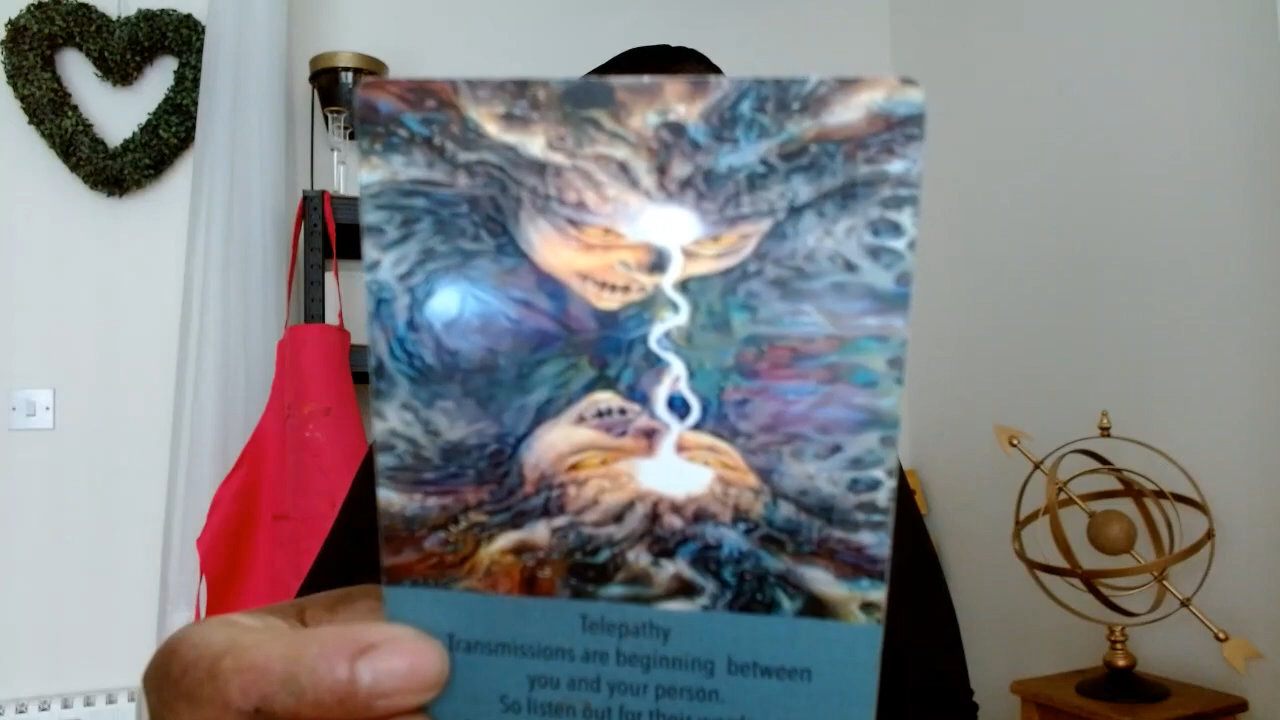 Telepathy
Transmissions are beginning between
you and your person.
So listen out for their